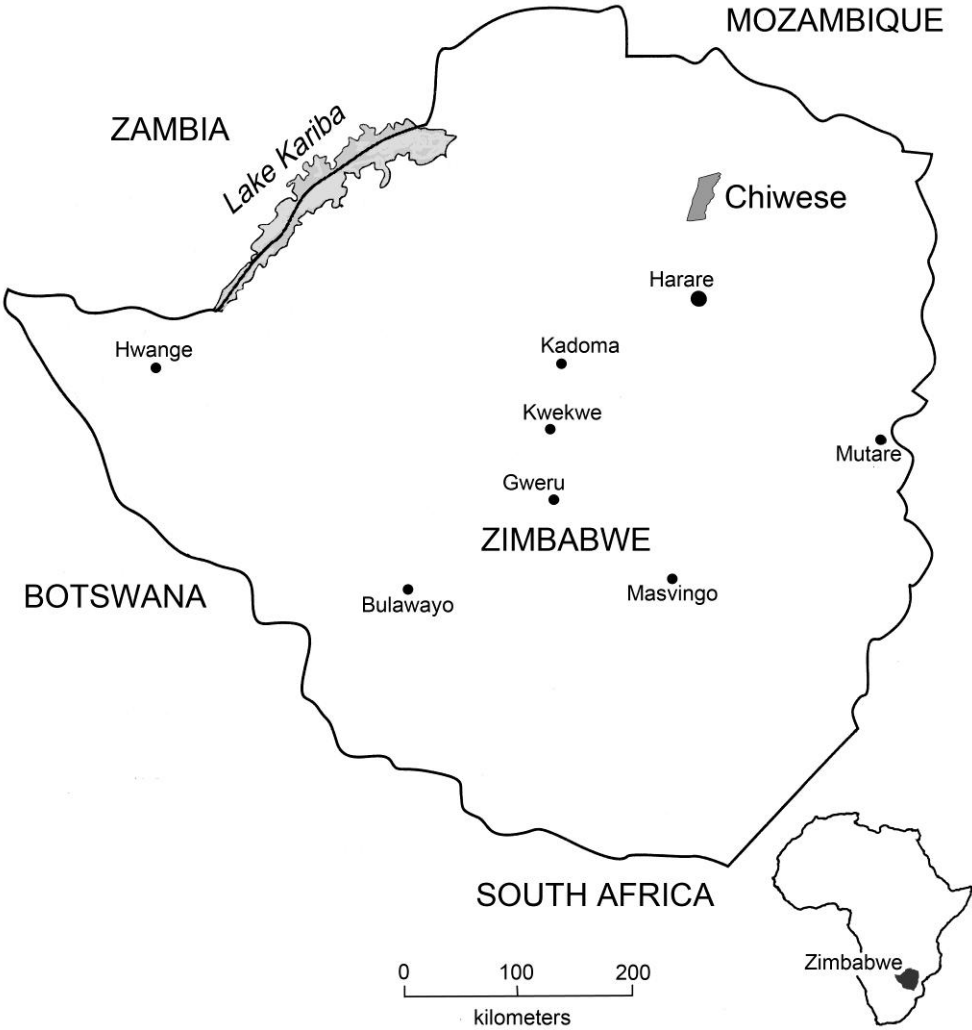 MOZAMBIQUE
ZAMBIA
Lake Kariba
Chiwese
Harare
Kadoma
Hwange
Kwekwe
Mutare
Gweru
ZIMBABWE
BOTSWANA
Bulawayo
Masvingo
SOUTH AFRICA
Zimbabwe
0 100 200
kilometers